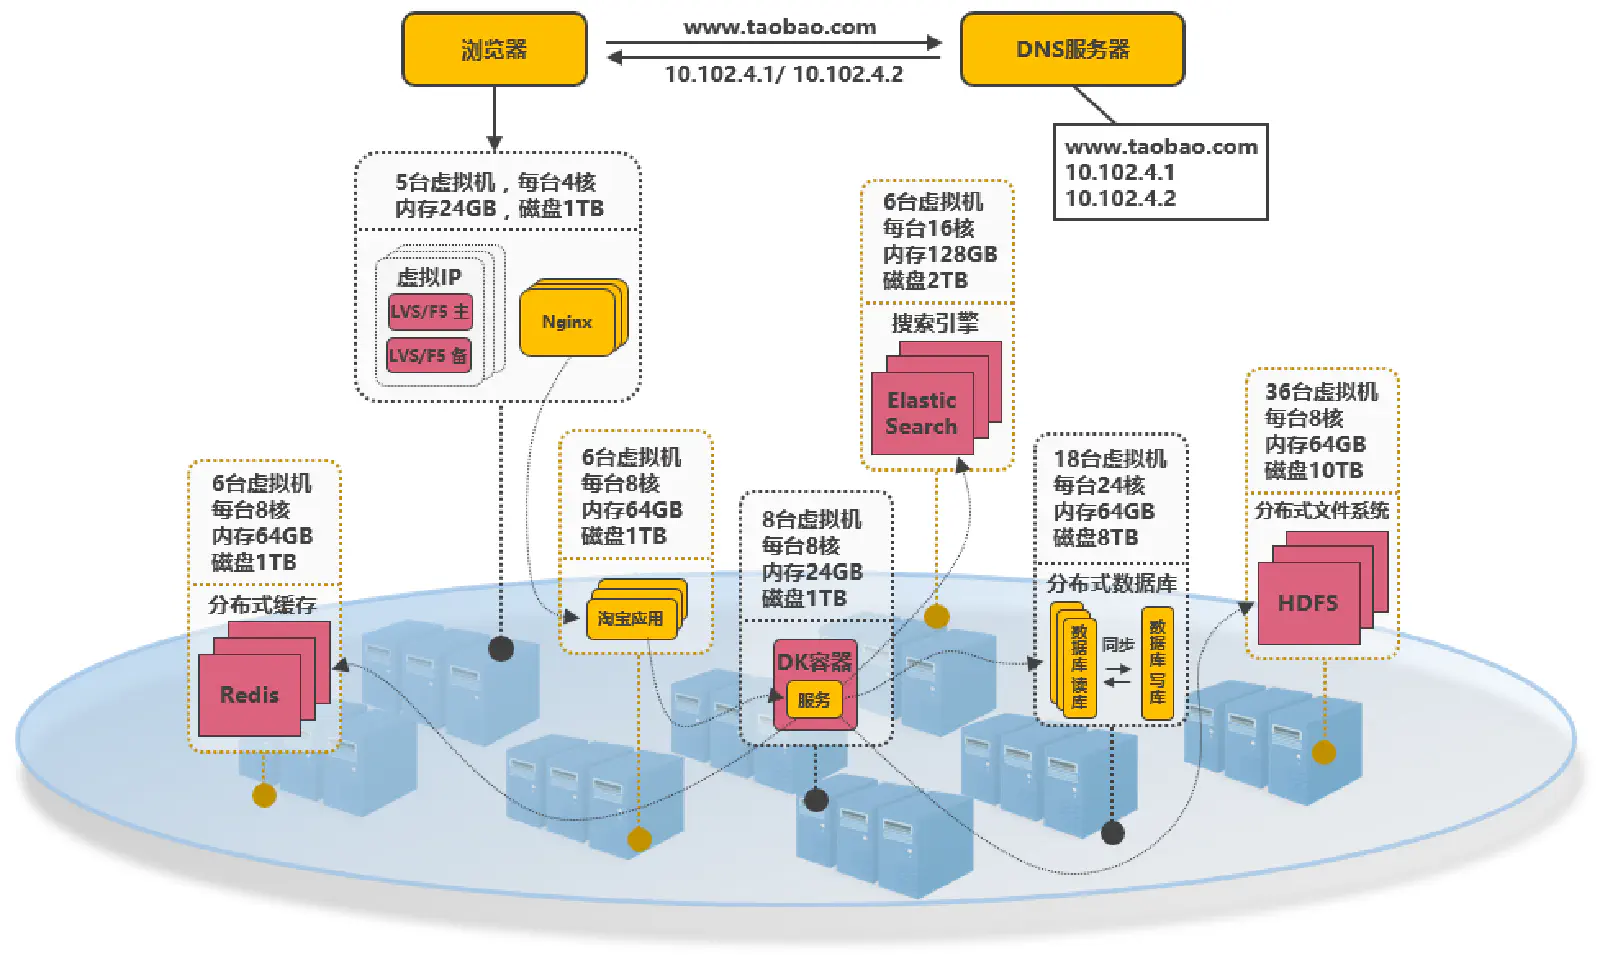 浏览器
www.taobao.com
10.102.4.1/ 10.102.4.2
DNS服务器
www.taobao.com
10.102.4.1
10.102.4.2
5台虚拟机，每台4核
内存24GB，磁盘1TB
虚拟IP
LVS/F5 主
LVS/F5 备
Nginx
6台虚拟机
每台16核
内存128GB
磁盘2TB
搜索引擎
Elastic
Search
36台虚拟机
每台8核
内存64GB
磁盘10TB
分布式文件系统
HDFS
6台虚拟机
每台8核
内存64GB
磁盘1TB
分布式缓存
Redis
6台虚拟机
每台8核
内存64GB
磁盘1TB
淘宝应用
8台虚拟机
每台8核
内存24GB
磁盘1TB
DK容器
服务
18台虚拟机
每台24核
内存64GB
磁盘8TB
分布式数据库
数据库 读库
同步
数据库 写库